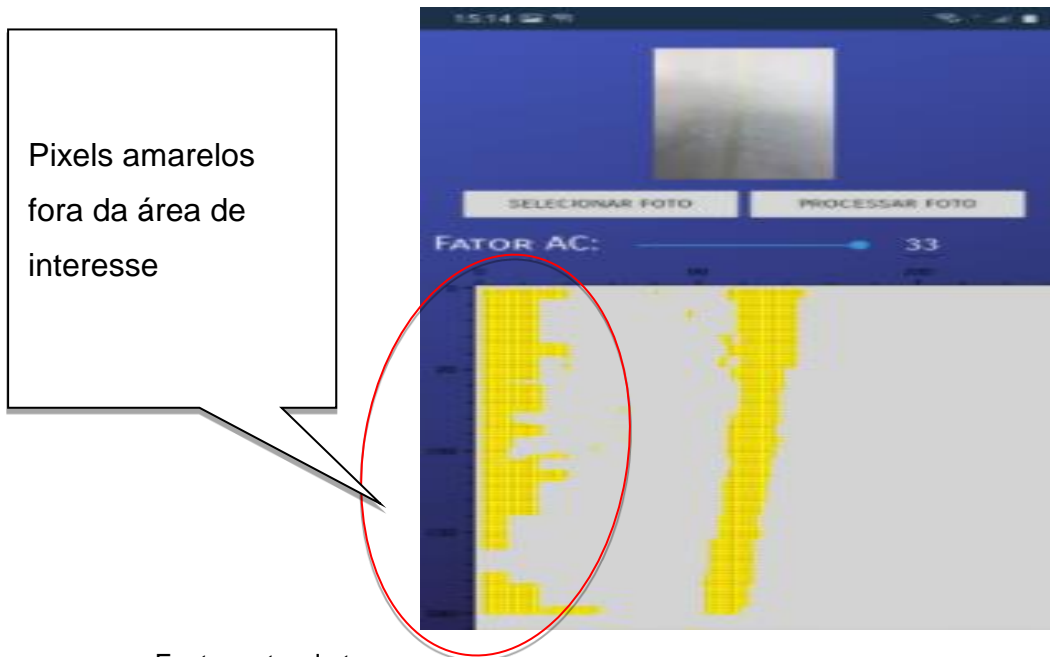 15:14
Pixels amarelos
fora da área de
interesse
SELECIONAR FOTO
PROCESSAR FOTO
FATOR AC:
33